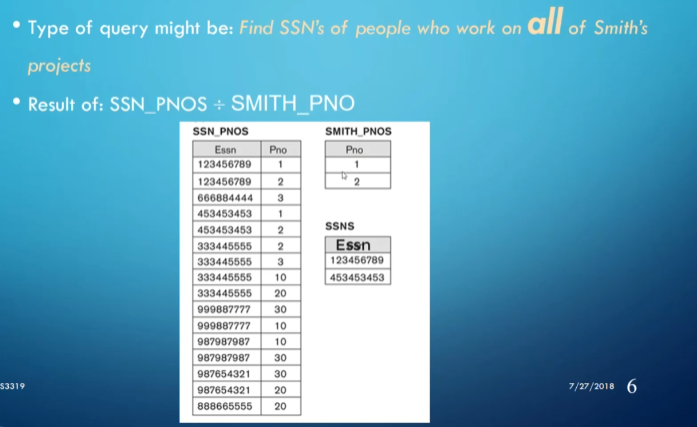 • Type of query might be: Find SSN's of people who work on all of Smith's
projects
• Result of: SSN_PNOS ÷ SMITH_PNO
SSN_PNOS
Essn Pno
123456789 1
123456789 2
666884444 3
453453453 1
453453453 2
333445555 2
333445555 3
333445555 10
333445555 20
999887777 30
999887777 10
987987987 10
987987987 30
987654321 30
987654321 20
888665555 20
SMITH_PNOS
Pno
1
2
SSNS
Essn
123456789
453453453
S3319
7/27/2018 6